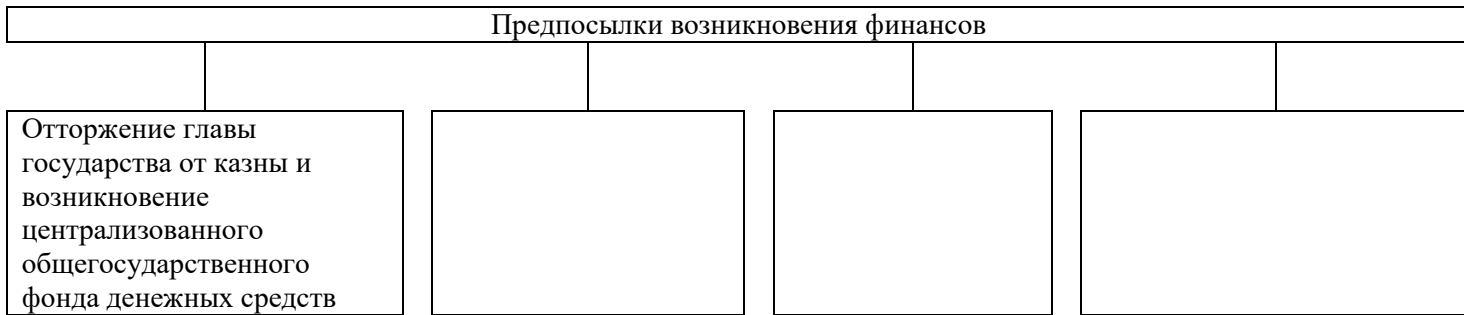 Предпосылки возникновения финансов
Отторжение главы
государства от казны и
возникновение
централизованного
общегосударственного
фонда денежных средств